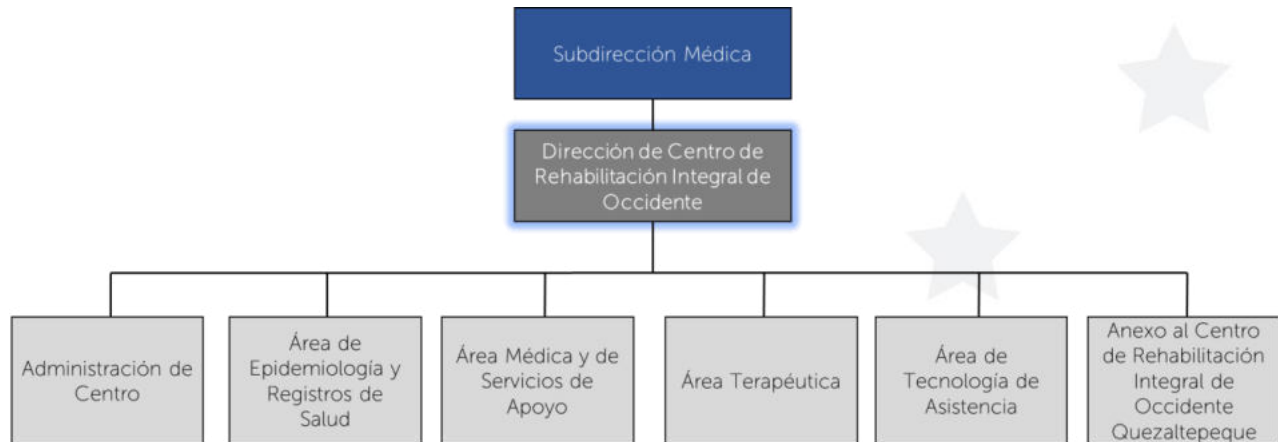 Subdirección Médica
Dirección de Centro de
Rehabilitación Integral de
Occidente
Administración de
Centro
Área de
Epidemiología y
Registros de
Salud
Área Médica y de
Servicios de
Apoyo
Área Terapéutica
Área de
Tecnología de
Asistencia
Anexo al Centro
de Rehabilitación
Integral de
Occidente
Quezaltepeque